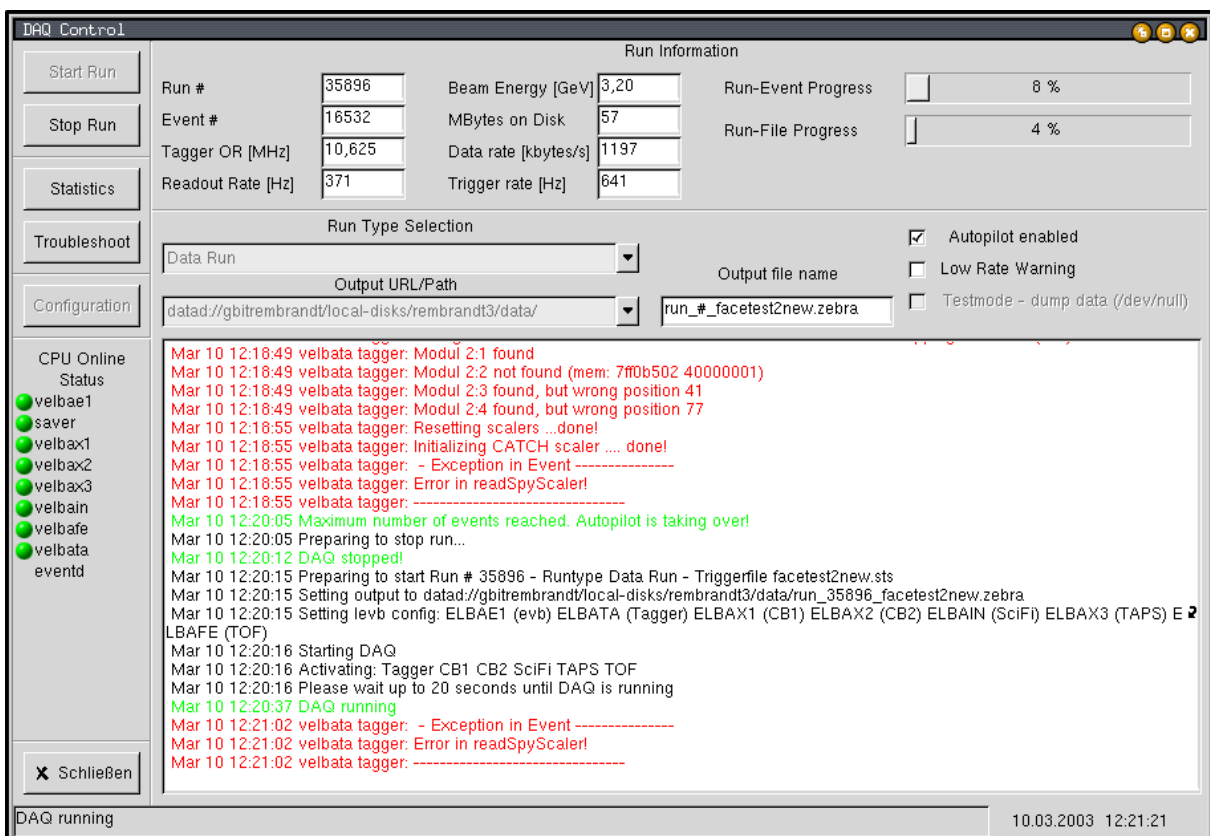 DAQ Control
Start Run
Stop Run
Statistics
Troubleshoot
Configuration
Run Information
Run #
35896
Beam Energy [GeV]
3,20
Run-Event Progress
8 %
Event #
16532
MBytes on Disk
57
Run-File Progress
4 %
Tagger OR [MHz]
10,625
Data rate [kbytes/s]
1197
Readout Rate [Hz]
371
Trigger rate [Hz]
641
Run Type Selection
Data Run
Output URL/Path
datad://gbitrembrandt/local-disks/rembrandt3/data/
Output file name
run_#_facetest2new.zebra
Autopilot enabled
Low Rate Warning
Testmode - dump data (/dev/null)
CPU Online
Status
velbae1
saver
velbax1
velbax2
velbax3
velbain
velbafe
velbata
eventd
Mar 10 12:18:49 velbata tagger: Modul 2:1 found
Mar 10 12:18:49 velbata tagger: Modul 2:2 not found (mem: 7ff0b502 40000001)
Mar 10 12:18:49 velbata tagger: Modul 2:3 found, but wrong position 41
Mar 10 12:18:49 velbata tagger: Modul 2:4 found, but wrong position 77
Mar 10 12:18:55 velbata tagger: Resetting scalers ...done!
Mar 10 12:18:55 velbata tagger: Initializing CATCH scaler .... done!
Mar 10 12:18:55 velbata tagger:  - Exception in Event ---------------
Mar 10 12:18:55 velbata tagger: Error in readSpyScaler!
Mar 10 12:18:55 velbata tagger: --------------------------------
Mar 10 12:20:05 Maximum number of events reached. Autopilot is taking over!
Mar 10 12:20:05 Preparing to stop run...
Mar 10 12:20:12 DAQ stopped!
Mar 10 12:20:15 Preparing to start Run # 35896 - Runtype Data Run - Triggerfile facetest2new.sts
Mar 10 12:20:15 Setting output to datad://gbitrembrandt/local-disks/rembrandt3/data/run_35896_facetest2new.zebra
Mar 10 12:20:15 Setting levb config: ELBAE1 (evb) ELBATA (Tagger) ELBAX1 (CB1) ELBAX2 (CB2) ELBAIN (SciFi) ELBAX3 (TAPS) E
LBAFE (TOF)
Mar 10 12:20:16 Starting DAQ
Mar 10 12:20:16 Activating: Tagger CB1 CB2 SciFi TAPS TOF
Mar 10 12:20:16 Please wait up to 20 seconds until DAQ is running
Mar 10 12:20:37 DAQ running
Mar 10 12:21:02 velbata tagger:  - Exception in Event ---------------
Mar 10 12:21:02 velbata tagger: Error in readSpyScaler!
Mar 10 12:21:02 velbata tagger: --------------------------------
X Schließen
DAQ running
10.03.2003 12:21:21